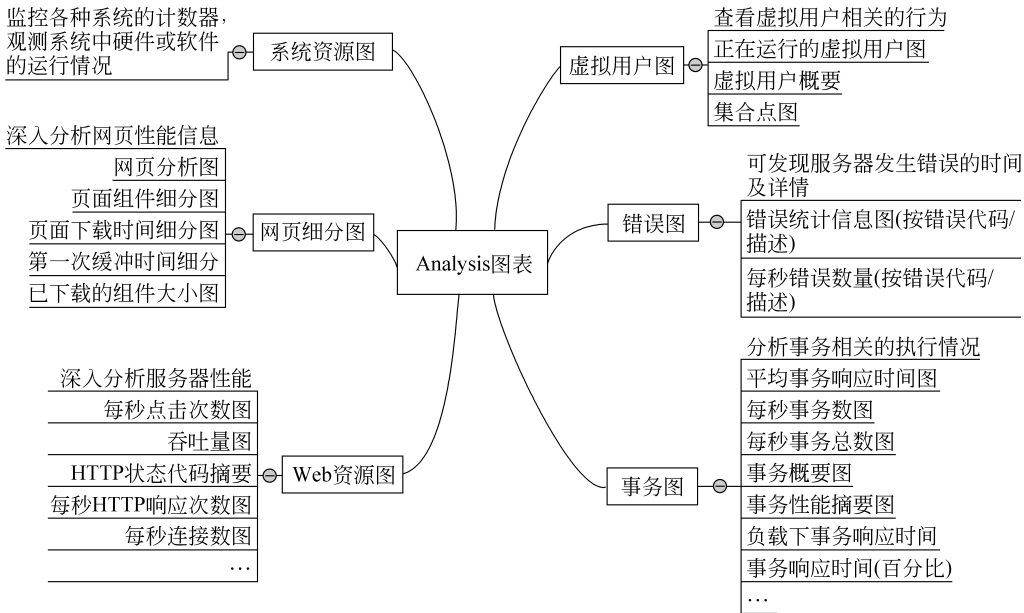 Analysis图表
系统资源图
监控各种系统的计数器，
观测系统中硬件或软件
的运行情况
网页细分图
深入分析网页性能信息
网页分析图
页面组件细分图
页面下载时间细分图
第一次缓冲时间细分
已下载的组件大小图
Web资源图
深入分析服务器性能
每秒点击次数图
吞吐量图
HTTP状态代码摘要
每秒HTTP响应次数图
每秒连接数图
…
虚拟用户图
查看虚拟用户相关的行为
正在运行的虚拟用户图
虚拟用户概要
集合点图
错误图
可发现服务器发生错误的时间
及详情
错误统计信息图(按错误代码/
描述)
每秒错误数量(按错误代码/
描述)
事务图
分析事务相关的执行情况
平均事务响应时间图
每秒事务数图
每秒事务总数图
事务概要图
事务性能摘要图
负载下事务响应时间
事务响应时间(百分比)
…